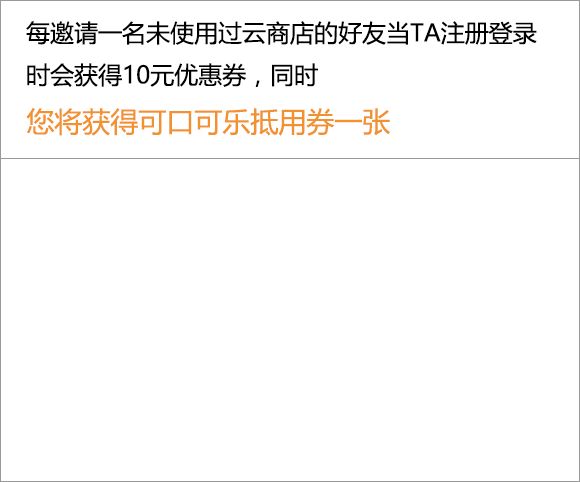 每邀请一名未使用过云商店的好友当TA注册登录
时会获得10元优惠券，同时
您将获得可口可乐抵用券一张